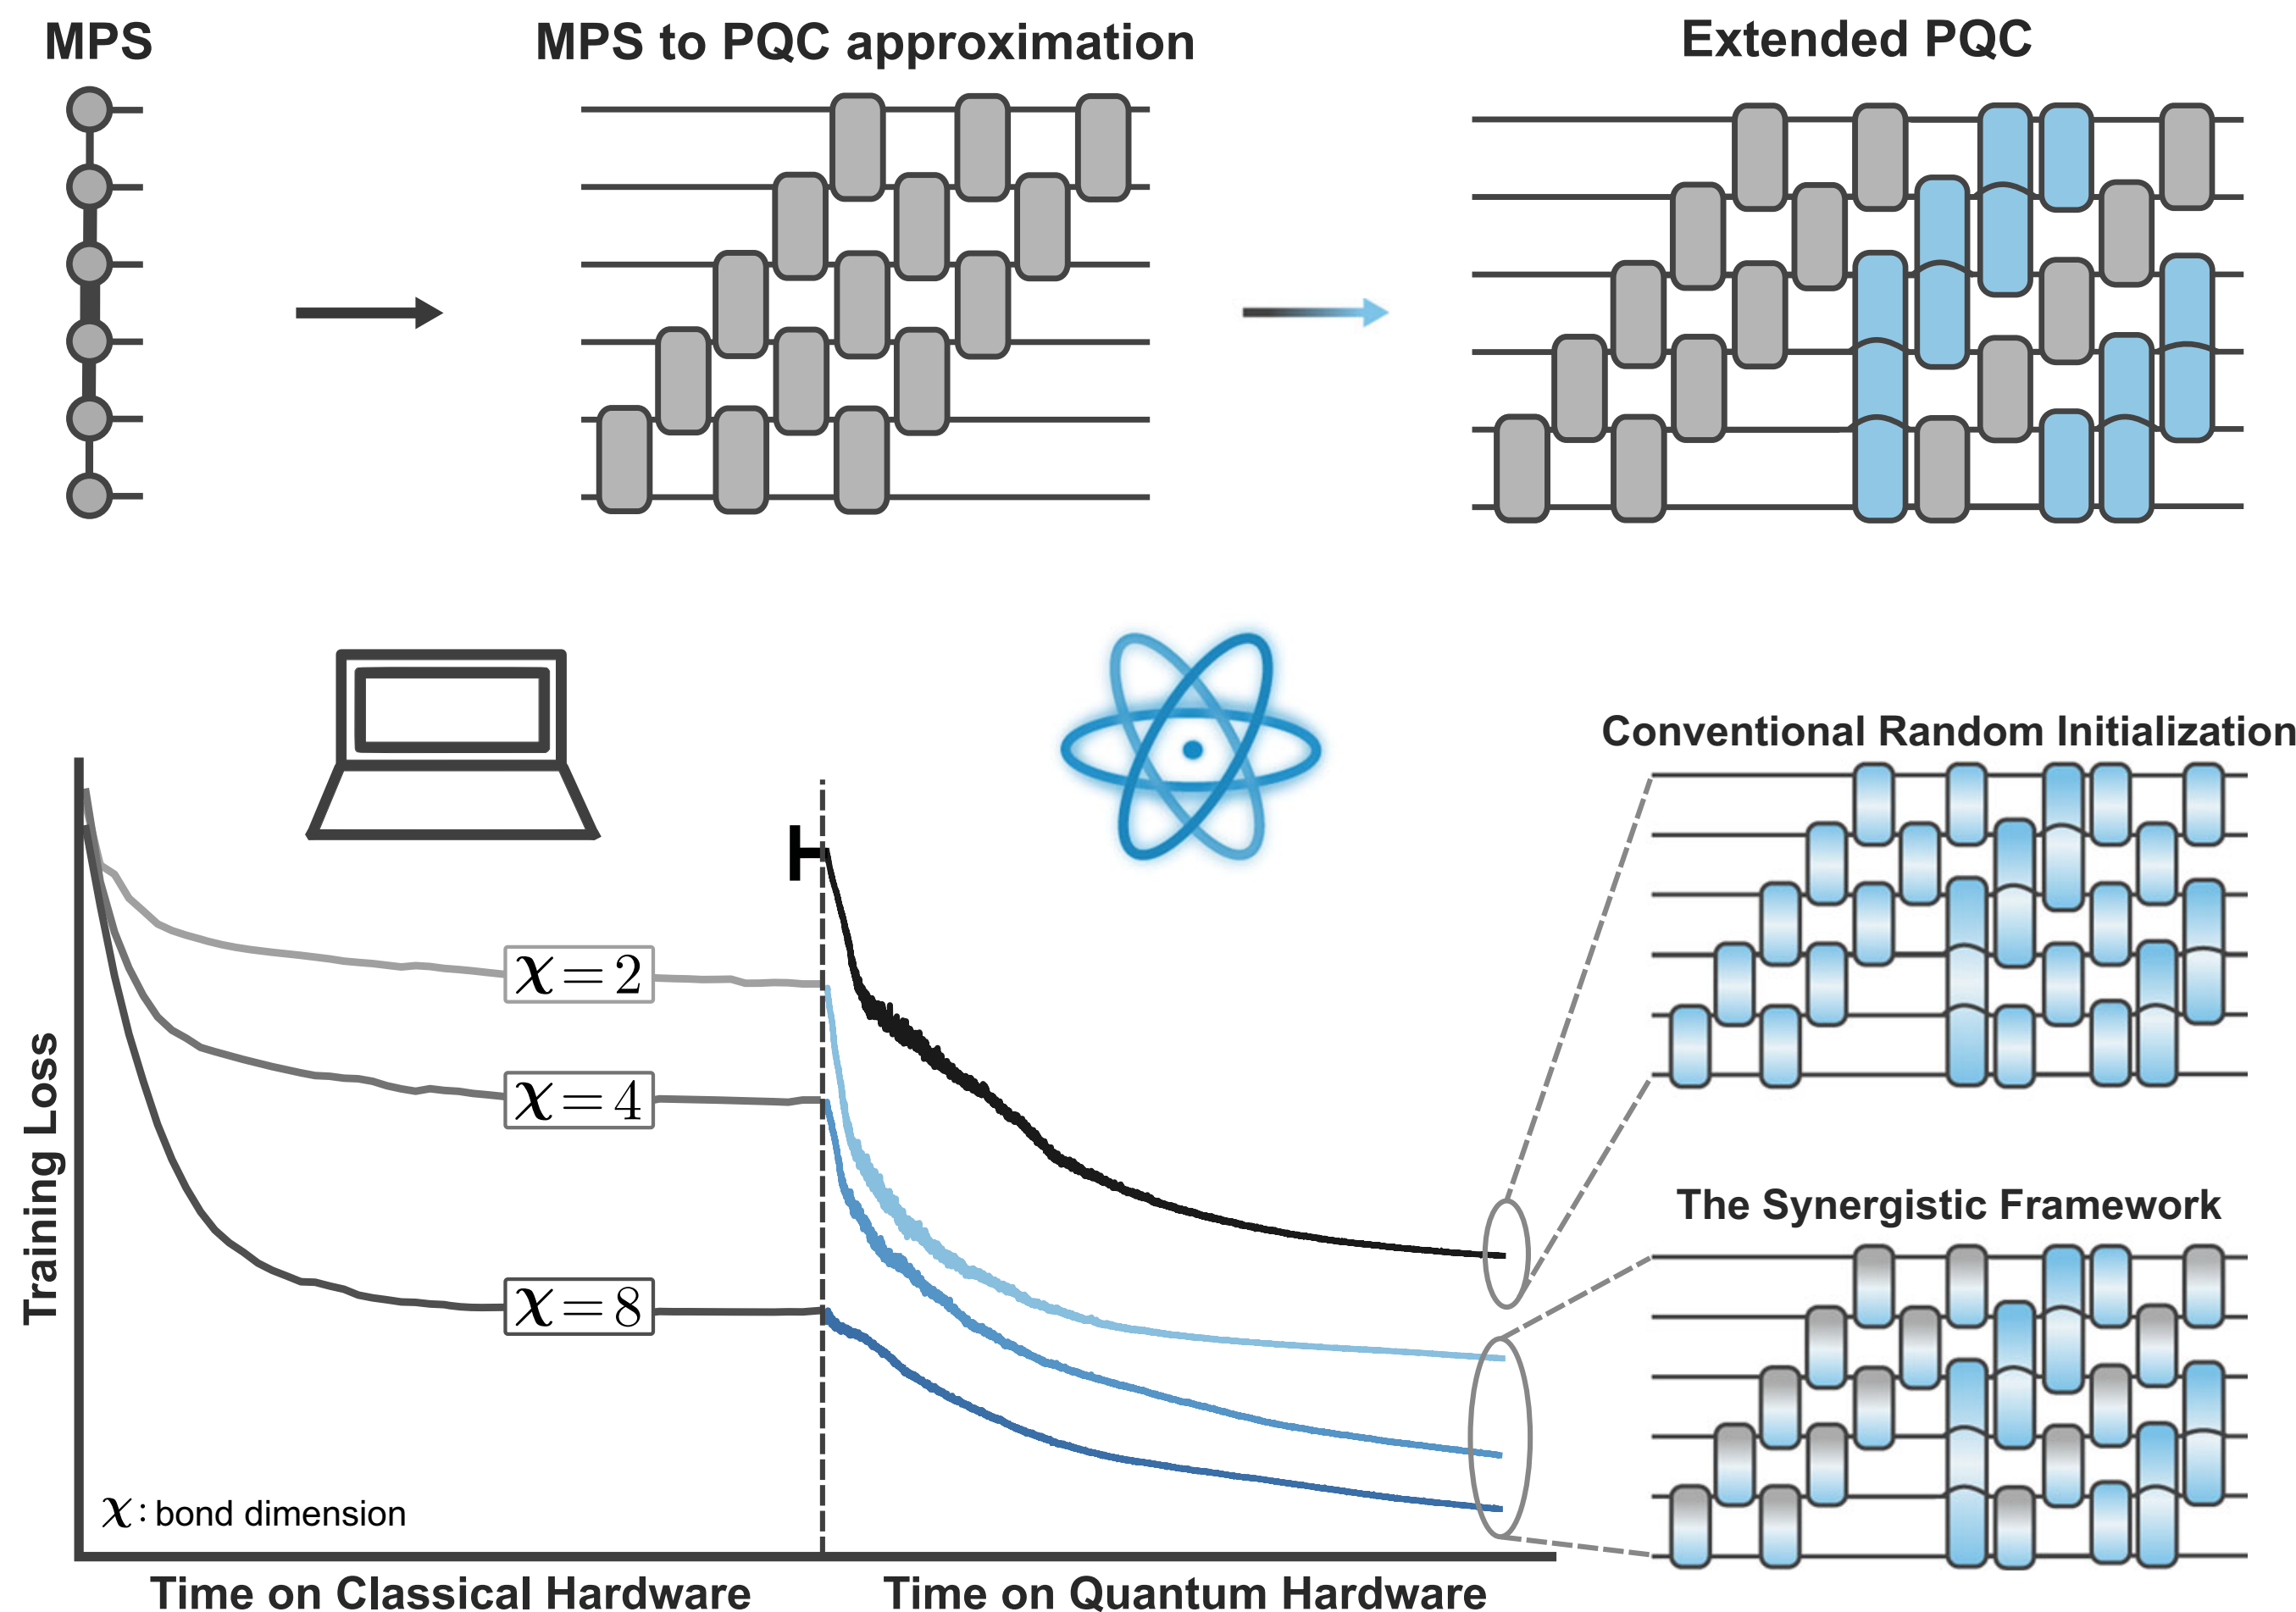 MPS
MPS to PQC approximation
Extended PQC
Conventional Random Initialization
χ=2
χ=4
χ=8
Training Loss
The Synergistic Framework
χ: bond dimension
Time on Classical Hardware
Time on Quantum Hardware